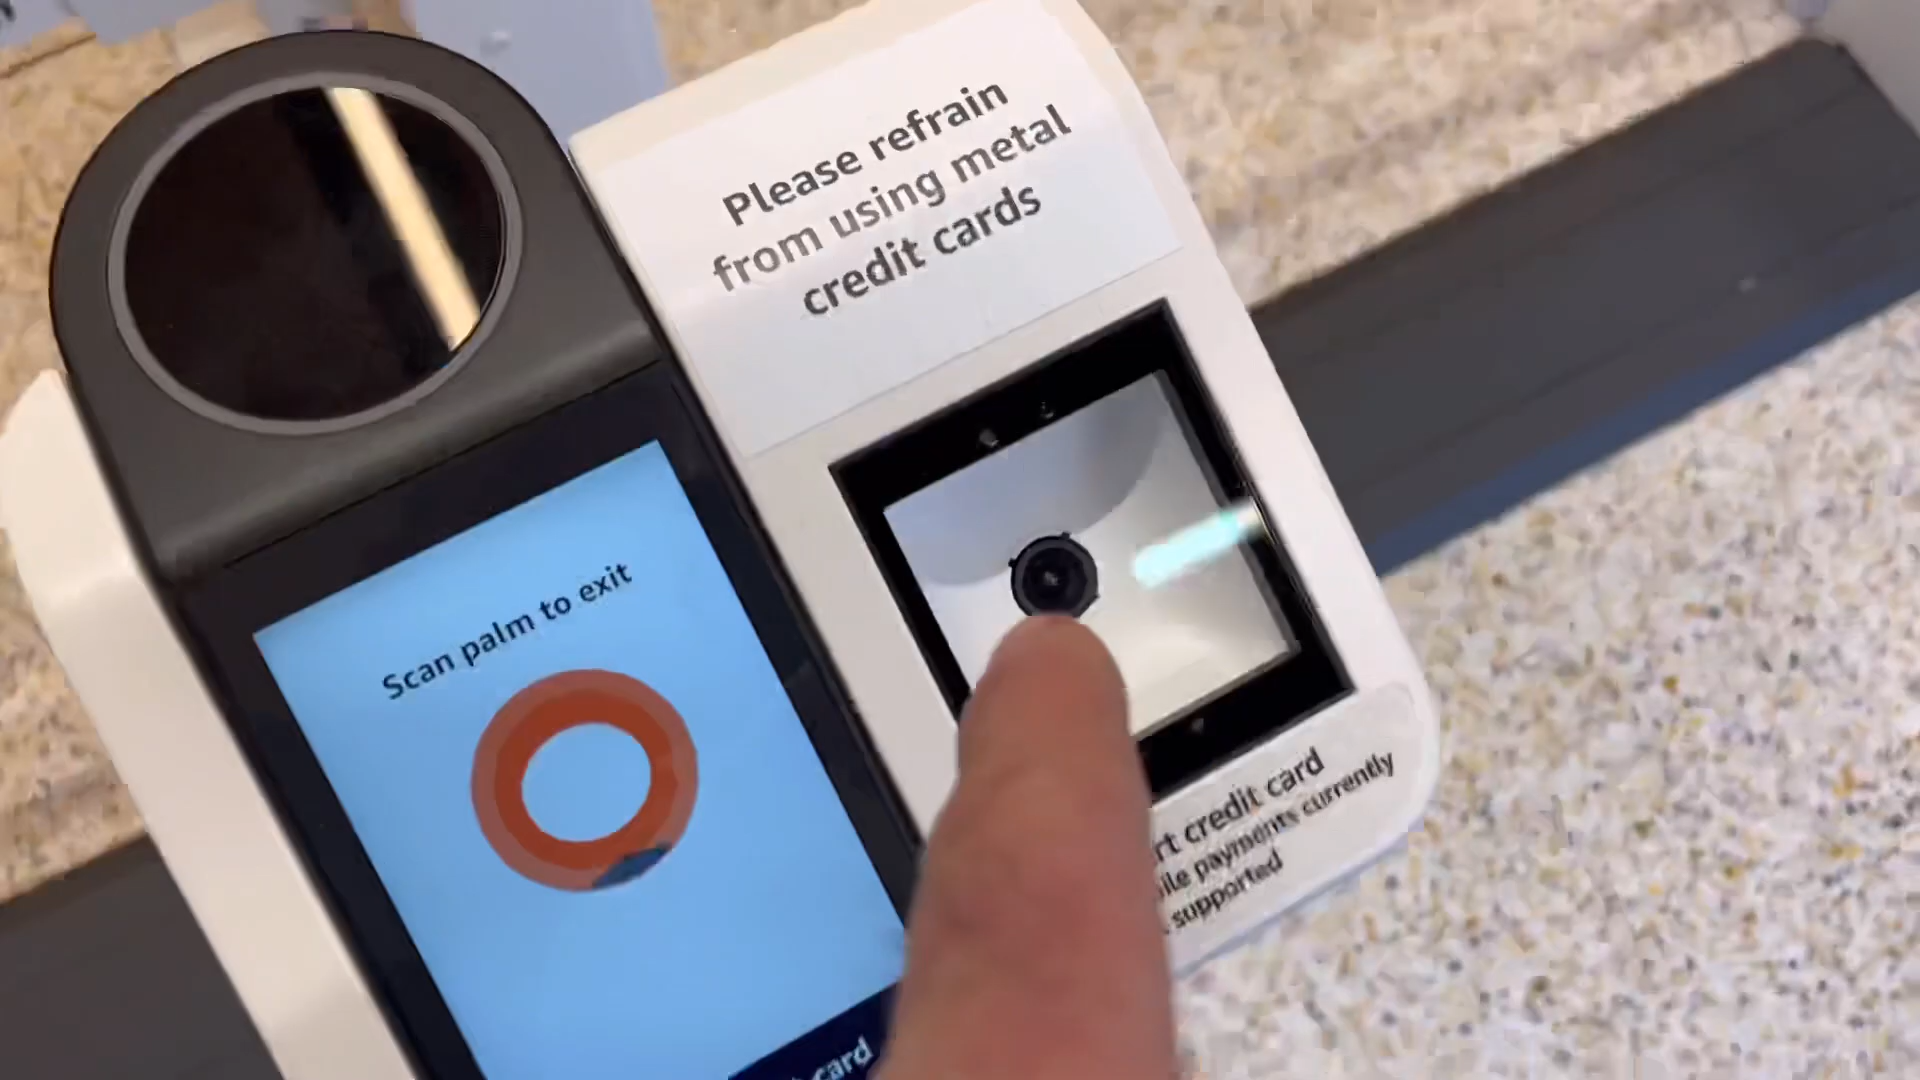 Please refrain
from using metal
credit cards
Scan palm to exit
credit card
payments currently
supported
card